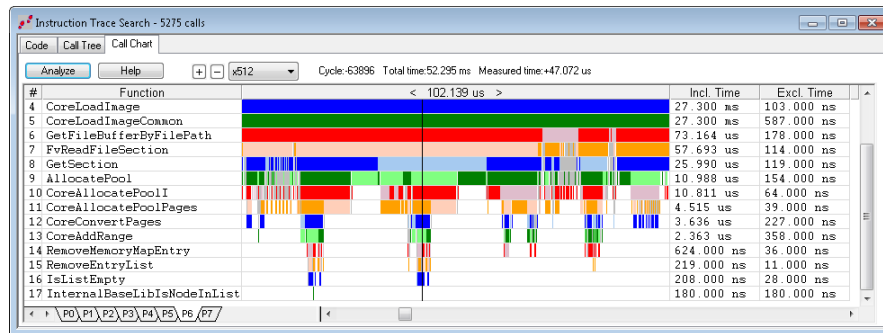 Instruction Trace Search - 5275 calls
Code Call Tree Call Chart
Analyze Help + - x512 Cycle:-63896 Total time:52.295 ms Measured time:+47.072 us
# Function < 102.139 us > Incl. Time Excl. Time
4 CoreLoadImage 27.300 ms 103.000 ns
5 CoreLoadImageCommon 27.300 ms 587.000 ns
6 GetFileBufferByFilePath 73.164 us 178.000 ns
7 FvReadFileSection 57.693 us 114.000 ns
8 GetSection 25.990 us 119.000 ns
9 AllocatePool 10.988 us 154.000 ns
10 CoreAllocatePoolI 10.811 us 64.000 ns
11 CoreAllocatePoolPages 4.515 us 39.000 ns
12 CoreConvertPages 3.636 us 227.000 ns
13 CoreAddRange 2.363 us 358.000 ns
14 RemoveMemoryMapEntry 624.000 ns 36.000 ns
15 RemoveEntryList 219.000 ns 11.000 ns
16 IsListEmpty 208.000 ns 28.000 ns
17 InternalBaseLibIsNodeInList 180.000 ns 180.000 ns
P0 P1 P2 P3 P4 P5 P6 P7